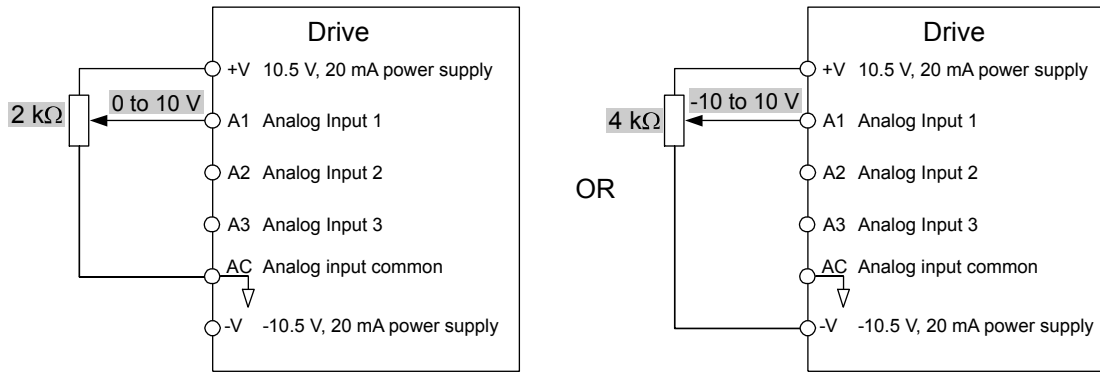 Drive
+V 10.5 V, 20 mA power supply
2 kΩ
0 to 10 V
A1 Analog Input 1
A2 Analog Input 2
A3 Analog Input 3
AC Analog input common
-V -10.5 V, 20 mA power supply
OR
Drive
+V 10.5 V, 20 mA power supply
4 kΩ
-10 to 10 V
A1 Analog Input 1
A2 Analog Input 2
A3 Analog Input 3
AC Analog input common
-V -10.5 V, 20 mA power supply